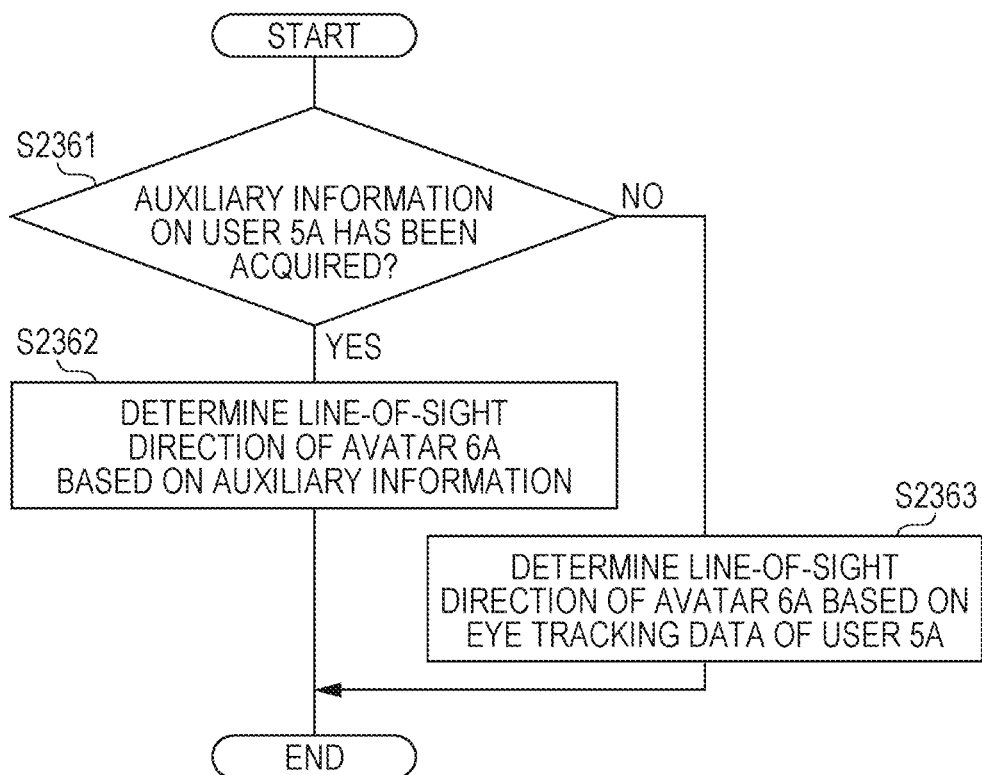 START
S2361
AUXILIARY INFORMATION
ON USER 5A HAS BEEN
ACQUIRED?
NO
YES
S2362
DETERMINE LINE-OF-SIGHT
DIRECTION OF AVATAR 6A
BASED ON AUXILIARY INFORMATION
S2363
DETERMINE LINE-OF-SIGHT
DIRECTION OF AVATAR 6A BASED ON
EYE TRACKING DATA OF USER 5A
END